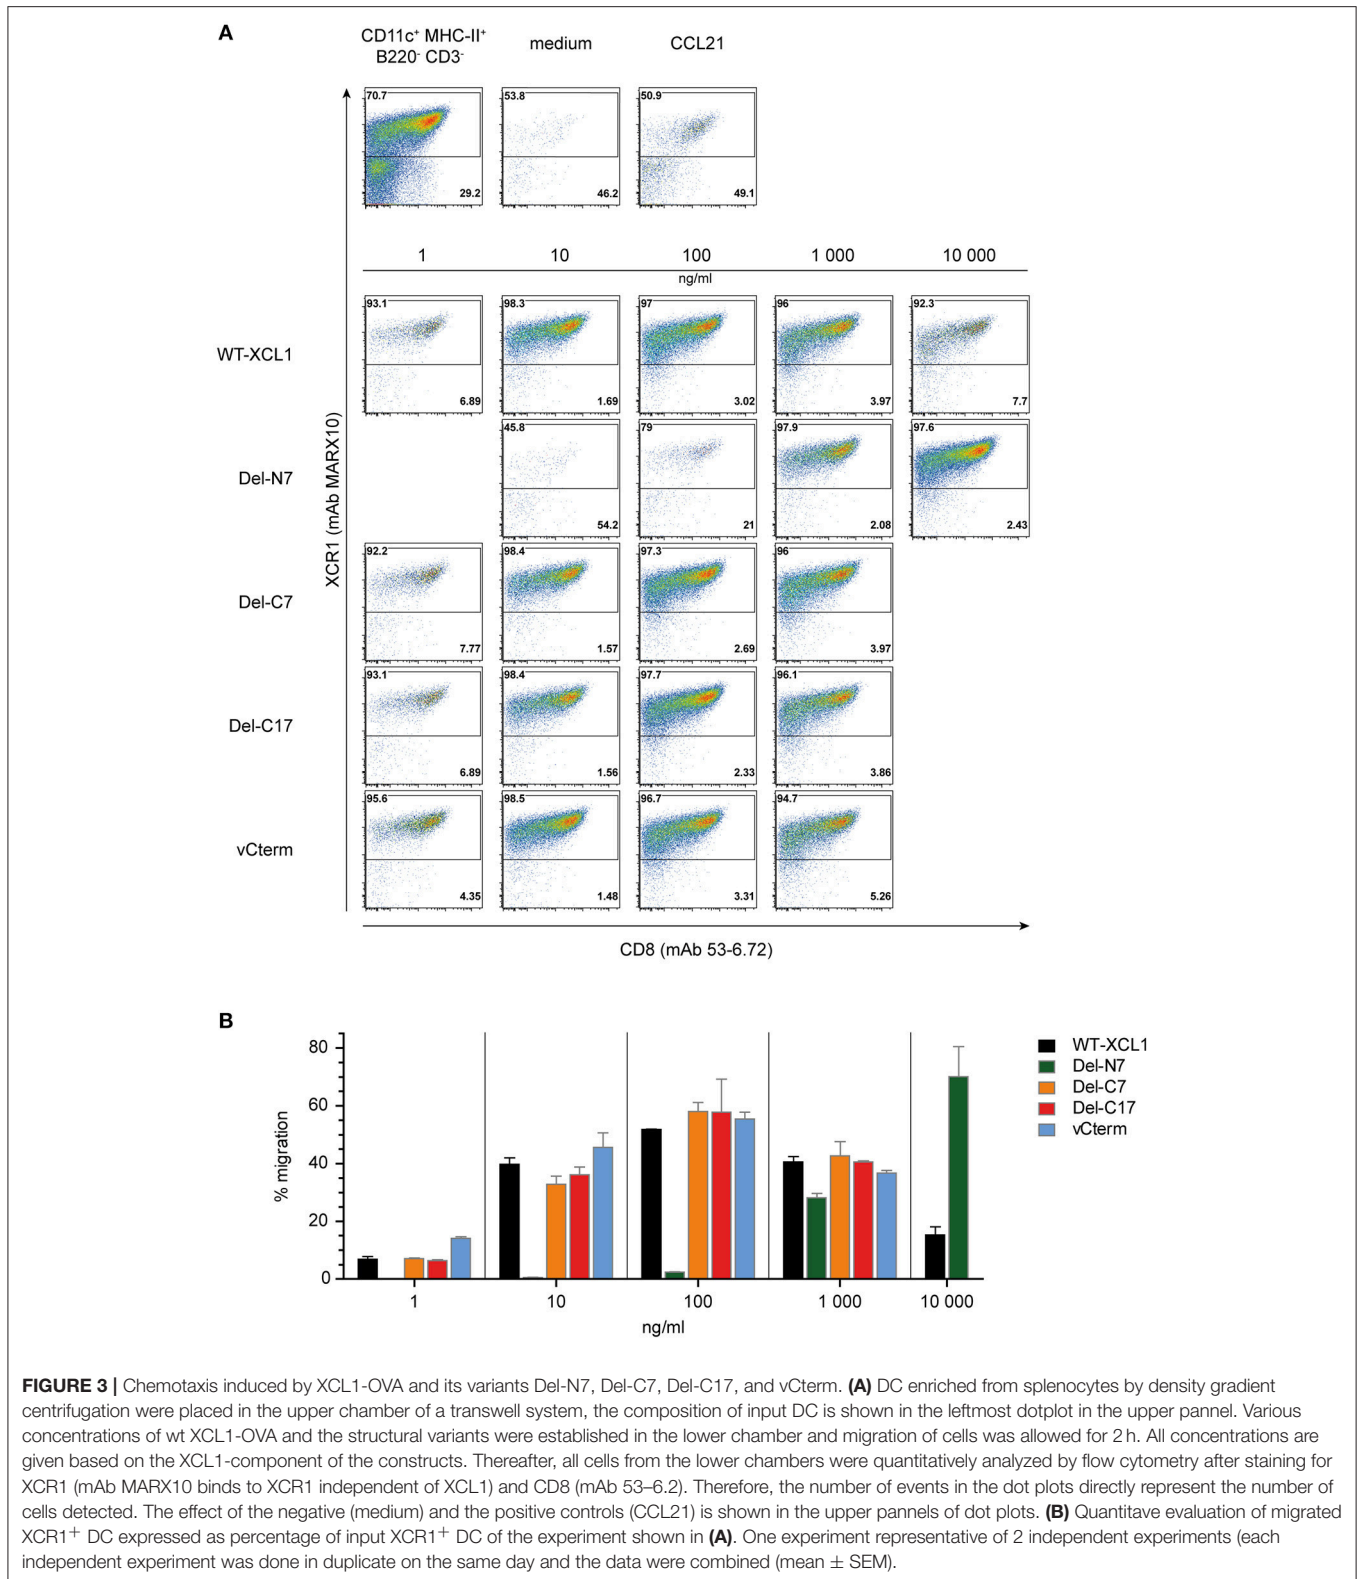 A
CD11c⁺ MHC-II⁺
B220⁻ CD3⁻
medium
CCL21
70.7
29.2
53.8
46.2
50.9
49.1
1
10
100
1 000
10 000
ng/ml
WT-XCL1
93.1
6.89
98.3
1.69
97
3.02
96
3.97
92.3
7.7
Del-N7
45.8
54.2
79
21
97.9
2.08
97.6
2.43
Del-C7
92.2
7.77
98.4
1.57
97.3
2.69
96
3.97
Del-C17
93.1
6.89
98.4
1.56
97.7
2.33
96.1
3.86
vCterm
95.6
4.35
98.5
1.48
96.7
3.31
94.7
5.26
XCR1 (mAb MARX10)
CD8 (mAb 53-6.72)
B
% migration
80
60
40
20
0
1
10
100
1 000
10 000
ng/ml
WT-XCL1
Del-N7
Del-C7
Del-C17
vCterm
FIGURE 3 | Chemotaxis induced by XCL1-OVA and its variants Del-N7, Del-C7, Del-C17, and vCterm. (A) DC enriched from splenocytes by density gradient
centrifugation were placed in the upper chamber of a transwell system, the composition of input DC is shown in the leftmost dotplot in the upper pannel. Various
concentrations of wt XCL1-OVA and the structural variants were established in the lower chamber and migration of cells was allowed for 2 h. All concentrations are
given based on the XCL1-component of the constructs. Thereafter, all cells from the lower chambers were quantitatively analyzed by flow cytometry after staining for
XCR1 (mAb MARX10 binds to XCR1 independent of XCL1) and CD8 (mAb 53–6.2). Therefore, the number of events in the dot plots directly represent the number of
cells detected. The effect of the negative (medium) and the positive controls (CCL21) is shown in the upper pannels of dot plots. (B) Quantitave evaluation of migrated
XCR1⁺ DC expressed as percentage of input XCR1⁺ DC of the experiment shown in (A). One experiment representative of 2 independent experiments (each
independent experiment was done in duplicate on the same day and the data were combined (mean ± SEM).